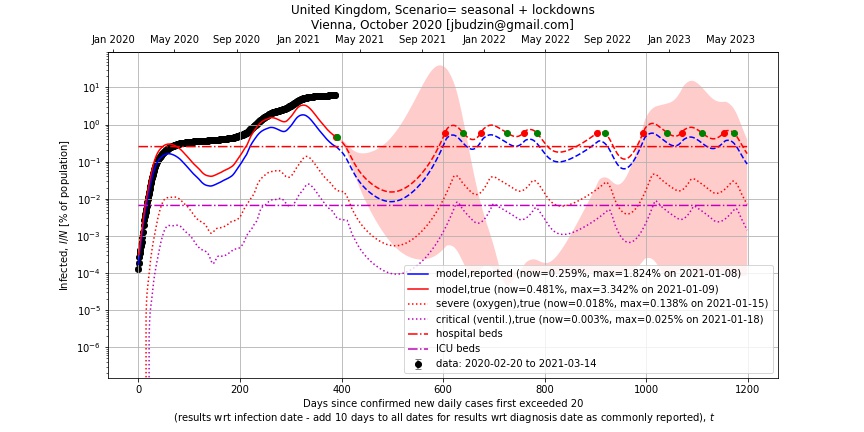 United Kingdom, Scenario= seasonal + lockdowns
Vienna, October 2020 [jbudzin@gmail.com]
Jan 2020 May 2020 Sep 2020 Jan 2021 May 2021 Sep 2021 Jan 2022 May 2022 Sep 2022 Jan 2023 May 2023
Infected, I/N [% of population]
10¹
10⁰
10⁻¹
10⁻²
10⁻³
10⁻⁴
10⁻⁵
10⁻⁶
model,reported (now=0.259%, max=1.824% on 2021-01-08)
model,true (now=0.481%, max=3.342% on 2021-01-09)
severe (oxygen),true (now=0.018%, max=0.138% on 2021-01-15)
critical (ventil.),true (now=0.003%, max=0.025% on 2021-01-18)
hospital beds
ICU beds
data: 2020-02-20 to 2021-03-14
0 200 400 600 800 1000 1200
Days since confirmed new daily cases first exceeded 20
(results wrt infection date - add 10 days to all dates for results wrt diagnosis date as commonly reported), t